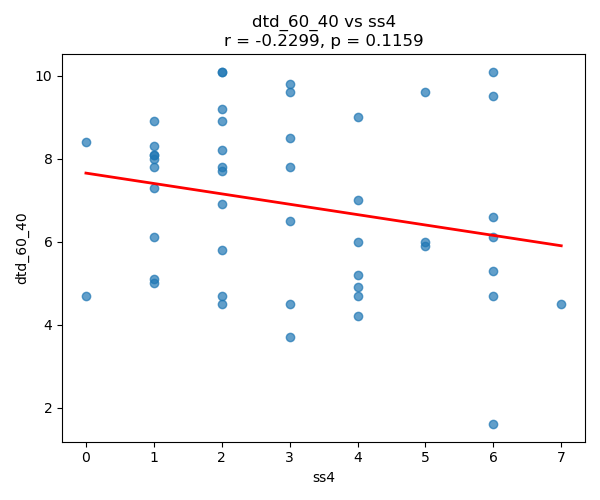 dtd_60_40 vs ss4
r = -0.2299, p = 0.1159
10
8
6
4
2
dtd_60_40
0 1 2 3 4 5 6 7
ss4